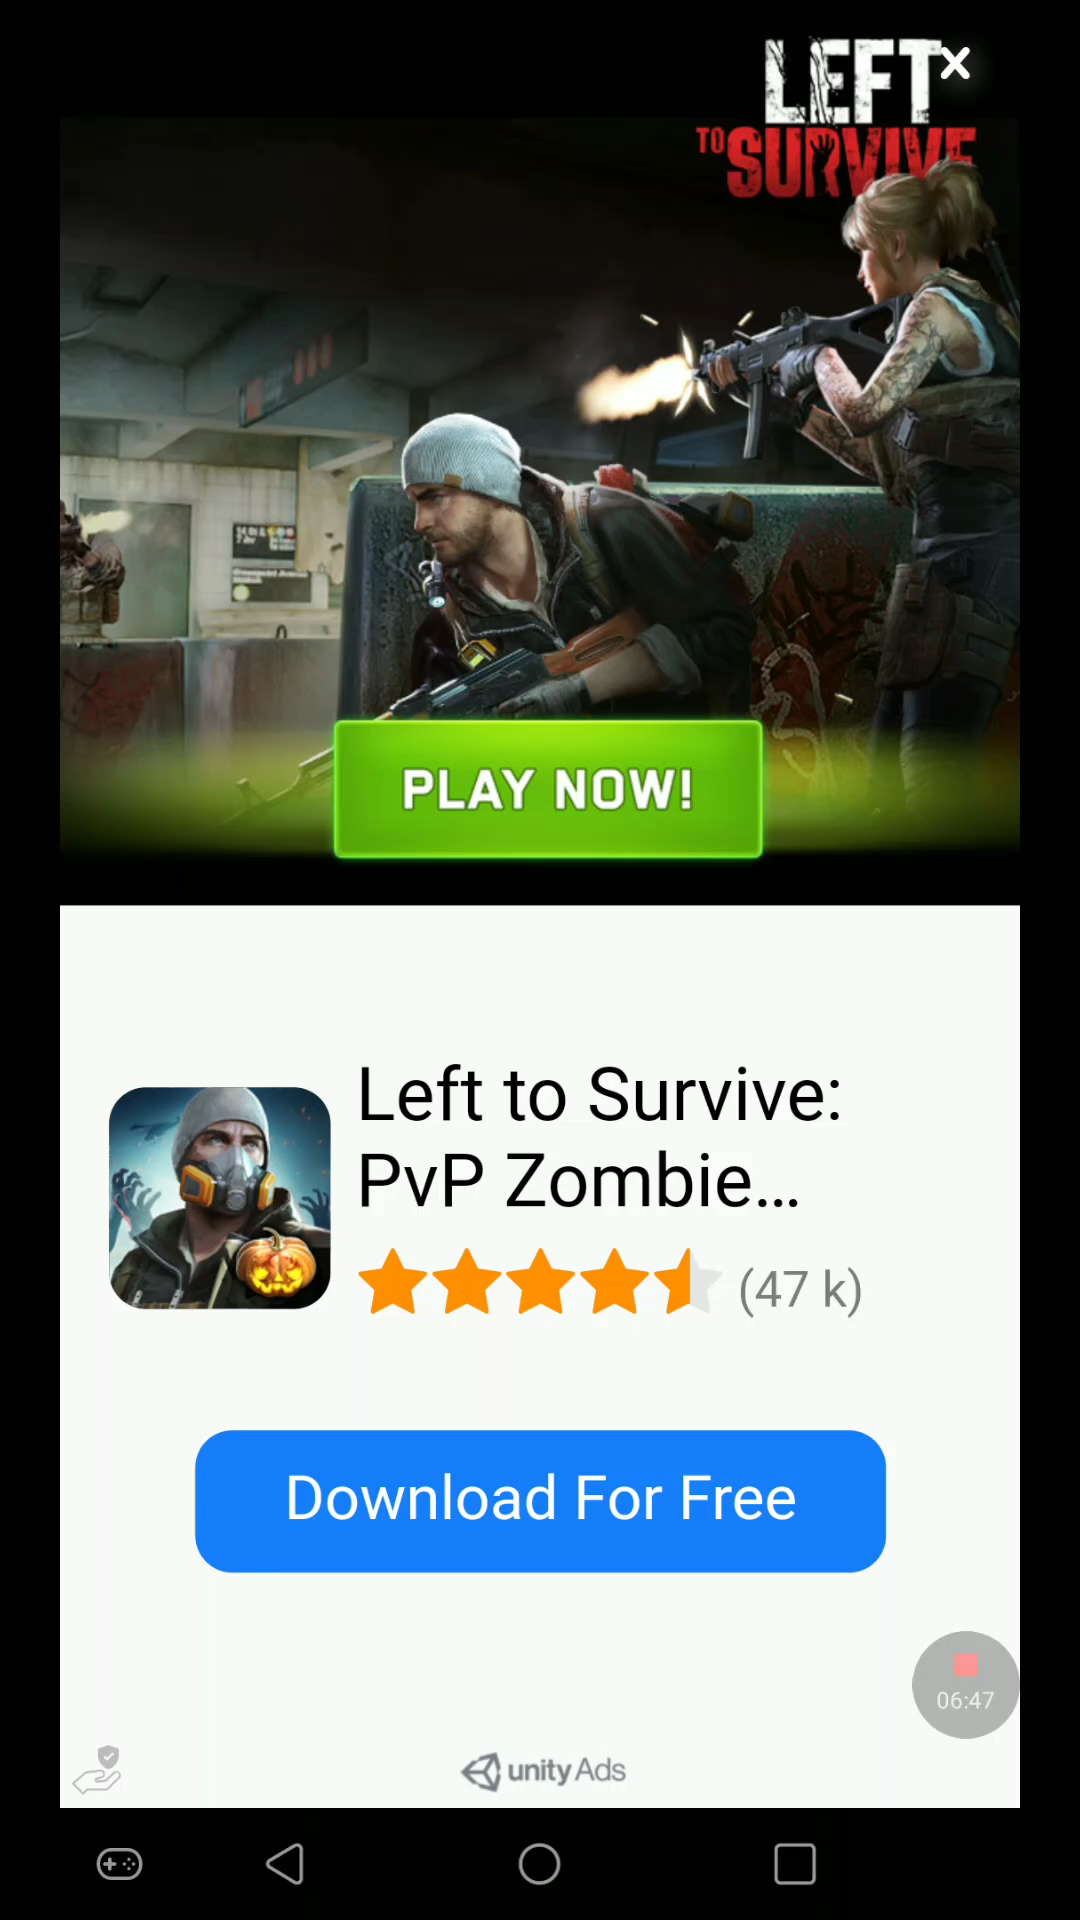 LEFT
TO SURVIVE
PLAY NOW!
Left to Survive:
PvP Zombie...
(47 k)
Download For Free
06:47
unity Ads